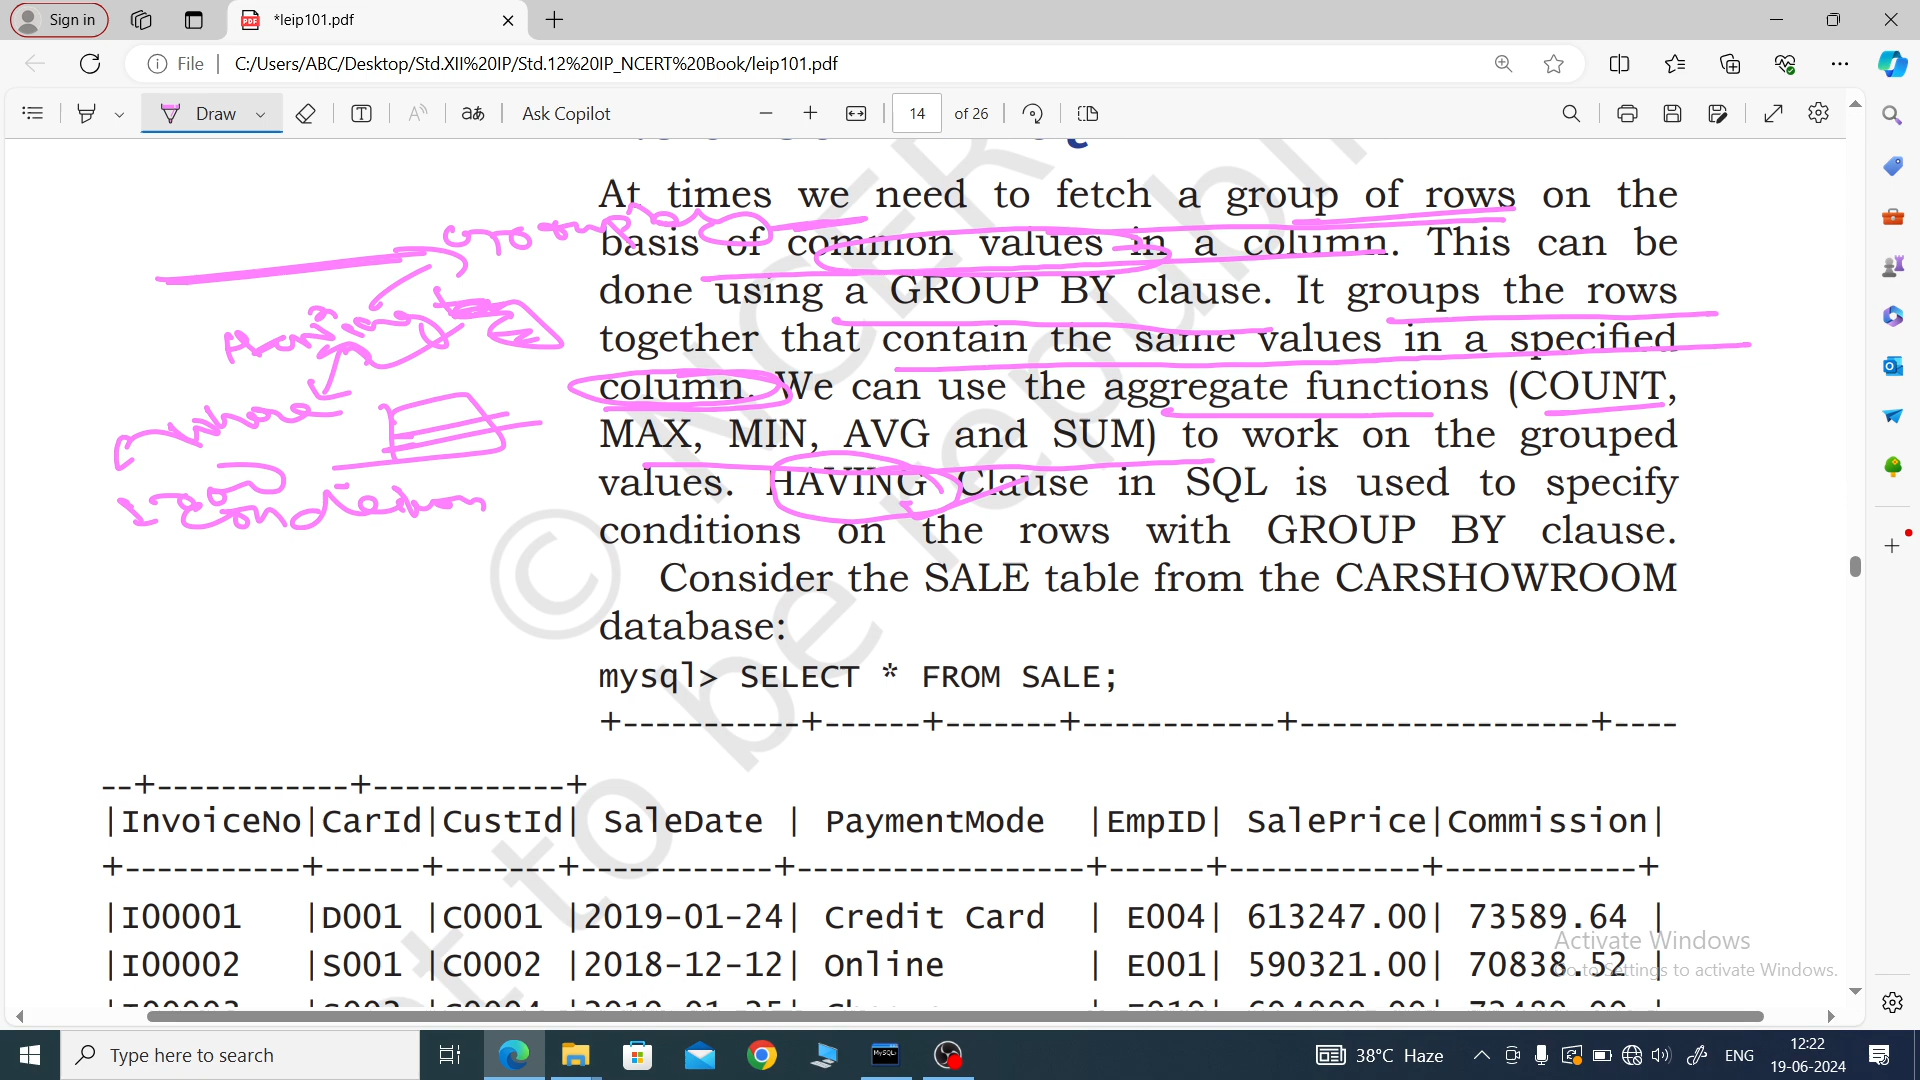 Sign in
*leip101.pdf
File
C:/Users/ABC/Desktop/Std.XII%20IP/Std.12%20IP_NCERT%20Book/leip101.pdf
Draw
Ask Copilot
14 of 26
At times we need to fetch a group of rows on the
basis of common values in a column. This can be
done using a GROUP BY clause. It groups the rows
together that contain the same values in a specified
column. We can use the aggregate functions (COUNT,
MAX, MIN, AVG and SUM) to work on the grouped
values. HAVING Clause in SQL is used to specify
conditions on the rows with GROUP BY clause.
Consider the SALE table from the CARSHOWROOM
database:
group by
having
where
condition
mysql> SELECT * FROM SALE;
+-----------+------+-------+------------+------------------+----
--+------------+------------+
|InvoiceNo|CarId|CustId| SaleDate | PaymentMode |EmpID| SalePrice|Commission|
+-----------+------+-------+------------+------------------+------+------------+------------+
|I00001 |D001 |C0001 |2019-01-24| Credit Card | E004| 613247.00| 73589.64 |
|I00002 |S001 |C0002 |2018-12-12| Online | E001| 590321.00| 70838.52 |
Activate Windows
Go to Settings to activate Windows.
Type here to search
38°C Haze
ENG
12:22
19-06-2024